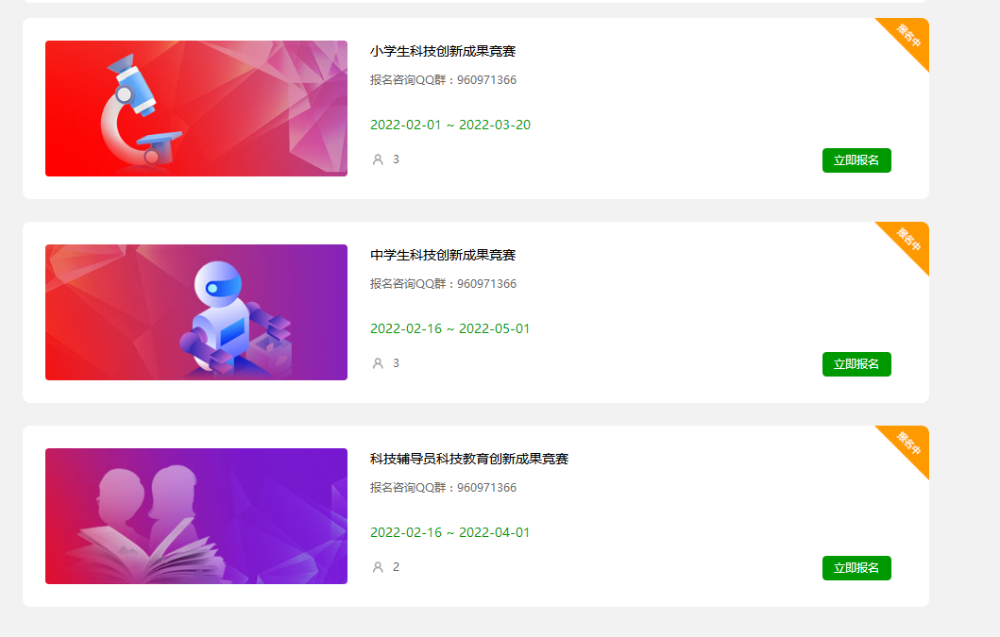 小学生科技创新成果竞赛
报名中
报名咨询QQ群：960971366
2022-02-01 ~ 2022-03-20
3
立即报名
中学生科技创新成果竞赛
报名中
报名咨询QQ群：960971366
2022-02-16 ~ 2022-05-01
3
立即报名
科技辅导员科技教育创新成果竞赛
报名中
报名咨询QQ群：960971366
2022-02-16 ~ 2022-04-01
2
立即报名